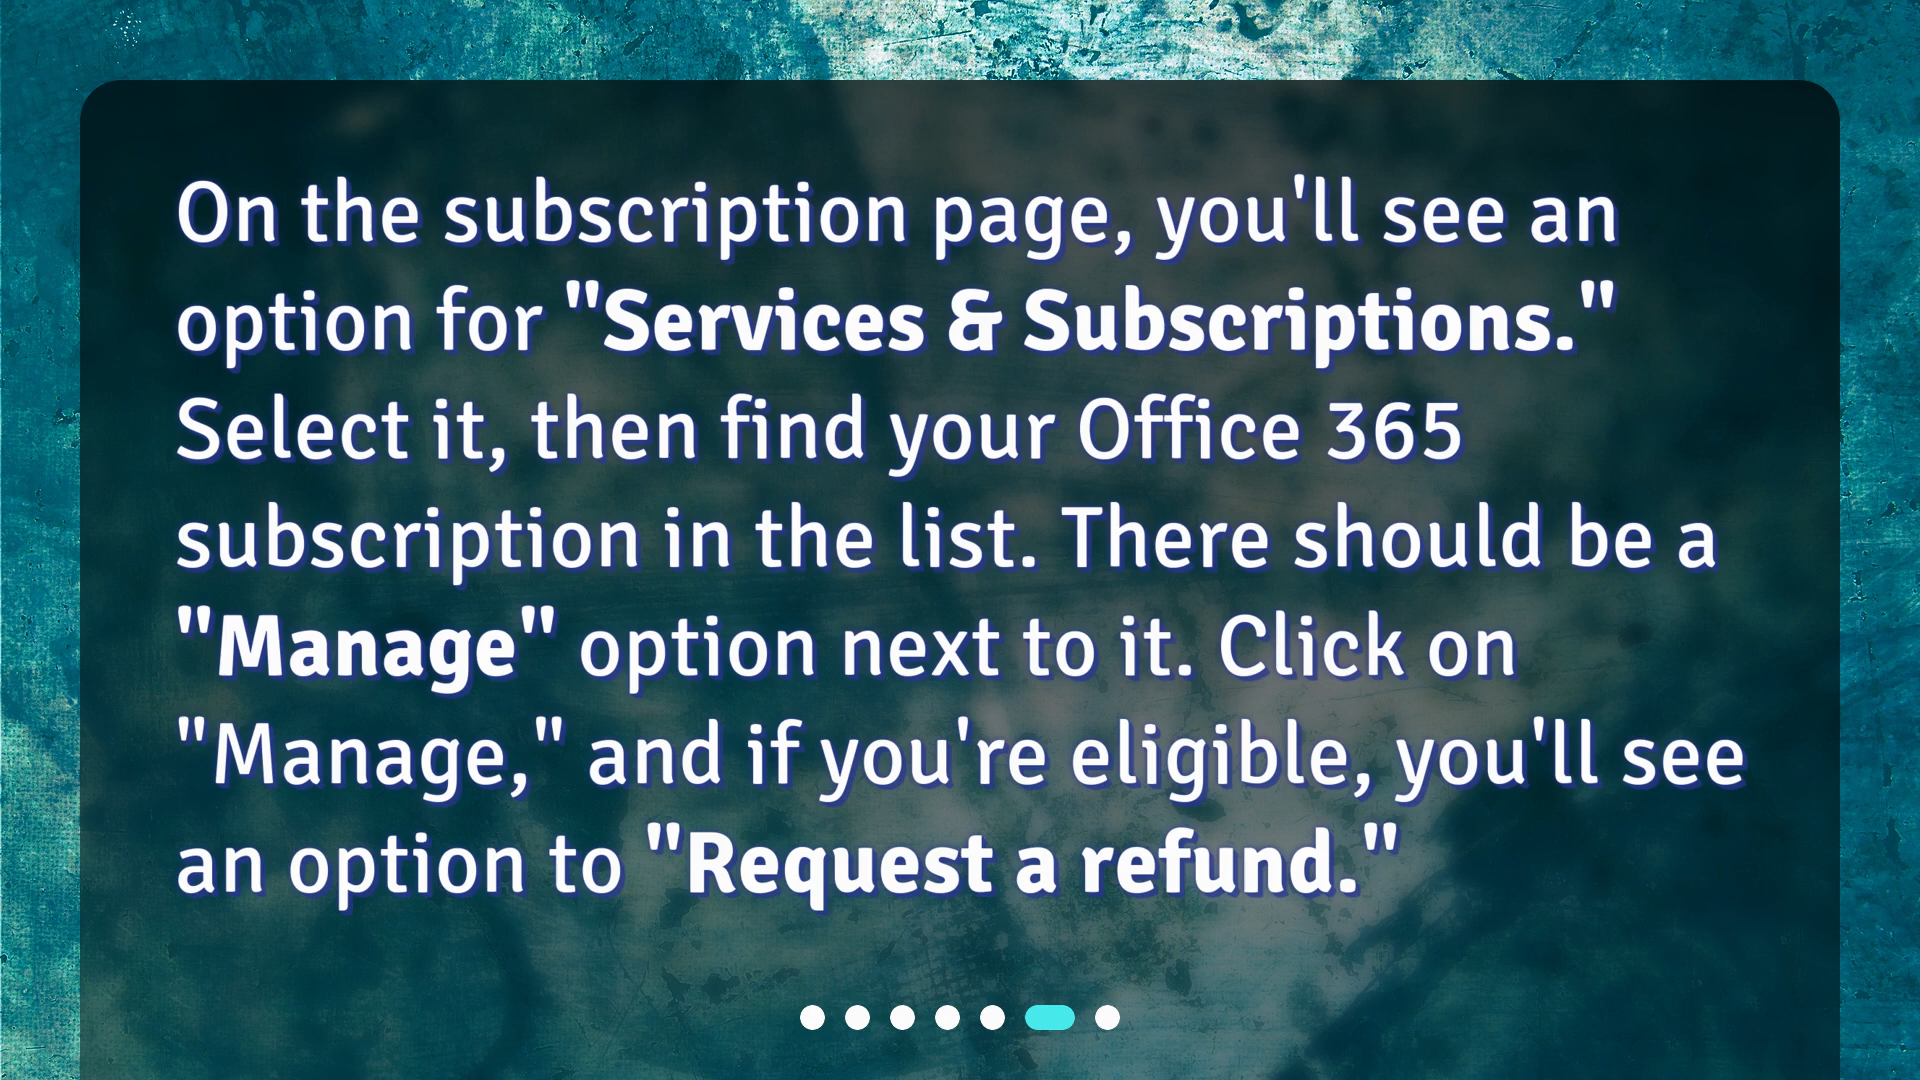 On the subscription page, you'll see an
option for "Services & Subscriptions."
Select it, then find your Office 365
subscription in the list. There should be a
"Manage" option next to it. Click on
"Manage," and if you're eligible, you'll see
an option to "Request a refund."